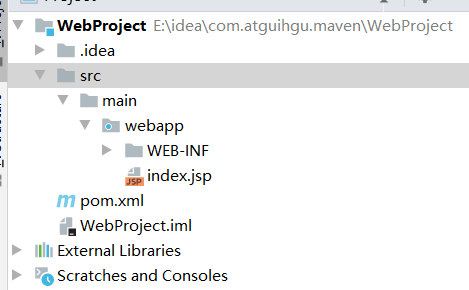 WebProject E:\idea\com.atguihgu.maven\WebProject
.idea
src
main
webapp
WEB-INF
JSP index.jsp
m pom.xml
WebProject.iml
External Libraries
Scratches and Consoles